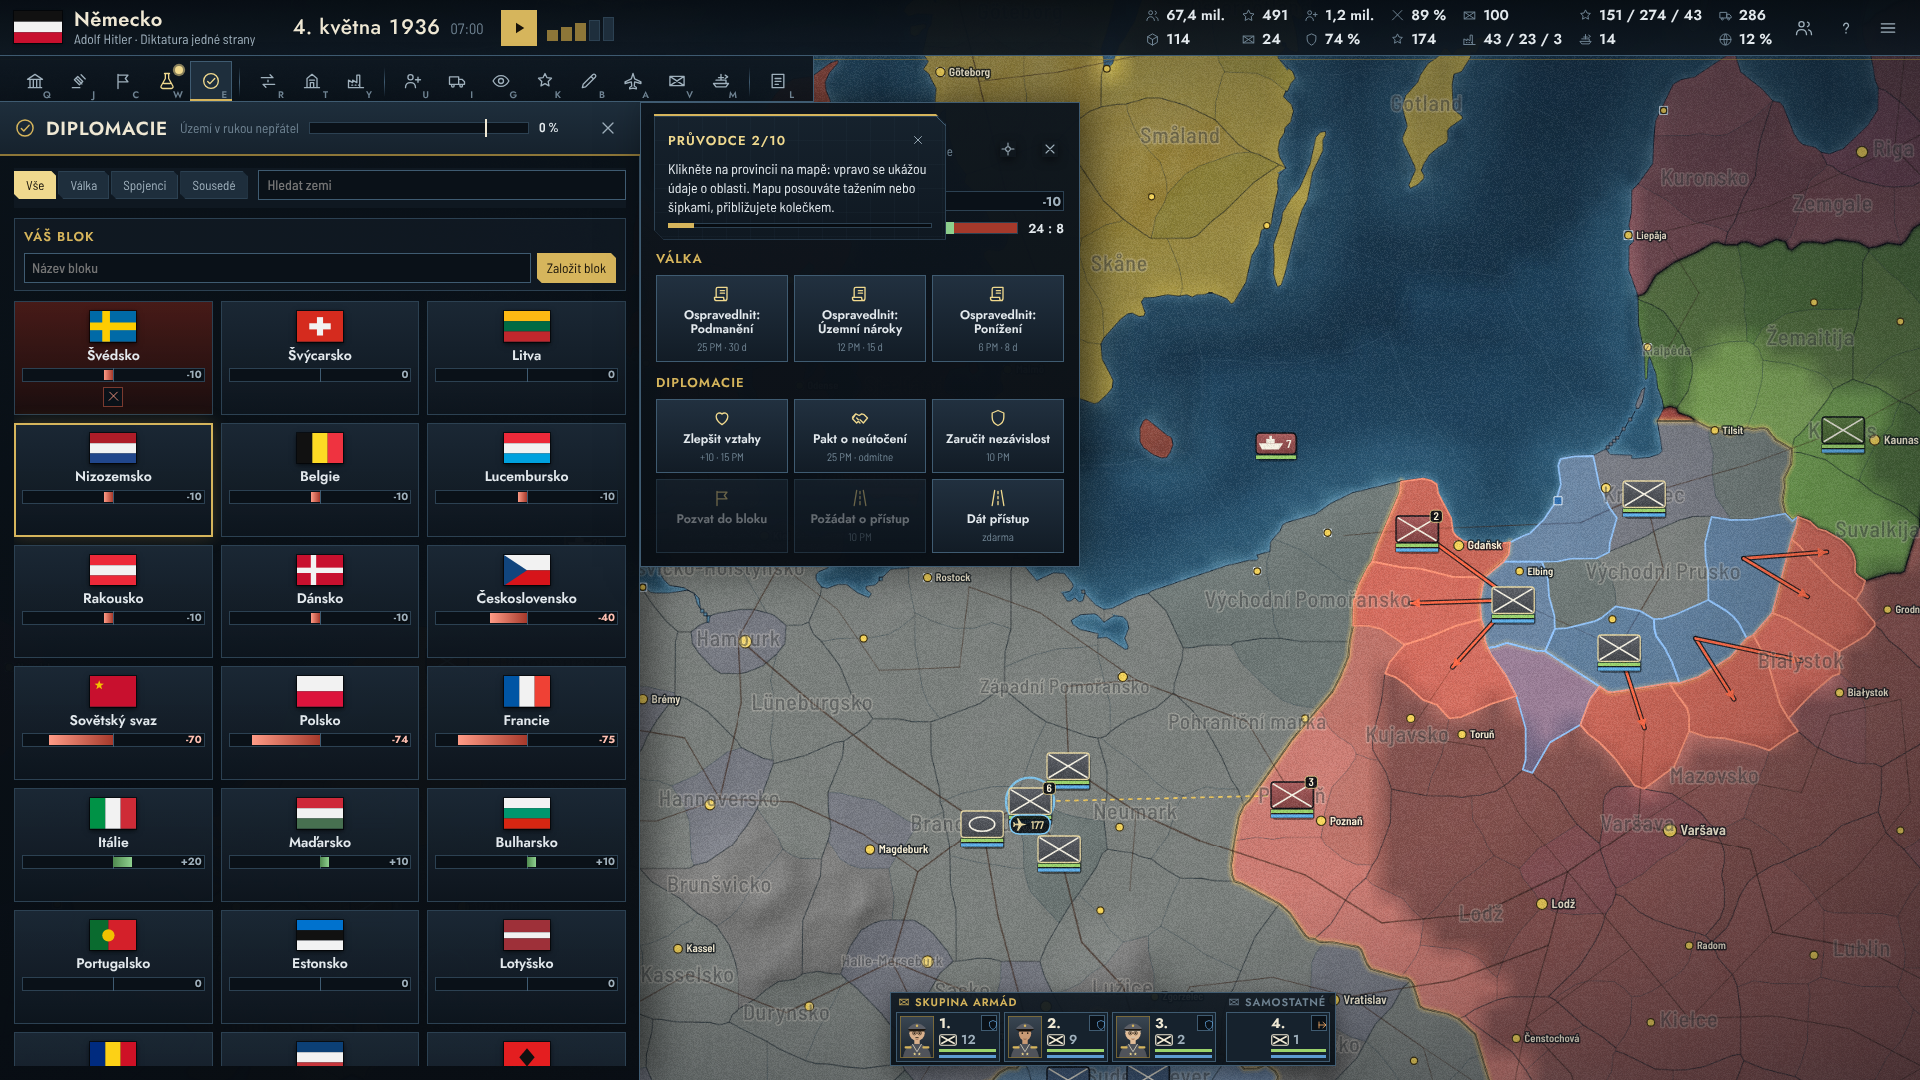 Německo
Adolf Hitler · Diktatura jedné strany
4. května 1936 07:00
67,4 mil. 491 1,2 mil. 89 % 100 151 / 274 / 43 286
114 24 74 % 174 43 / 23 / 3 14 12 %
Q J C W E R T Y U I G K B A V M L
DIPLOMACIE Území v rukou nepřátel 0 %
Vše Válka Spojenci Sousedé Hledat zemi
VÁŠ BLOK
Název bloku Založit blok
Švédsko Švýcarsko Litva
-10 0 0
Nizozemsko Belgie Lucembursko
-10 -10 -10
Rakousko Dánsko Československo
-10 -10 -40
Sovětský svaz Polsko Francie
-70 -74 -75
Itálie Maďarsko Bulharsko
+20 +10 +10
Portugalsko Estonsko Lotyšsko
0 0 0
PRŮVODCE 2/10
Klikněte na provincii na mapě: vpravo se ukážou
údaje o oblasti. Mapu posouváte tažením nebo
šipkami, přibližujete kolečkem.
e
-10
24 : 8
VÁLKA
Ospravedlnit: Podmanění
25 PM · 30 d
Ospravedlnit: Územní nároky
12 PM · 15 d
Ospravedlnit: Ponížení
6 PM · 8 d
DIPLOMACIE
Zlepšit vztahy
+10 · 15 PM
Pakt o neútočení
25 PM · odmítne
Zaručit nezávislost
10 PM
Pozvat do bloku
Požádat o přístup
10 PM
Dát přístup
zdarma
Göteborg
Gotland
Småland
Skåne
Riga
Kuronsko
Zemgale
Liepāja
Žemaitija
Klaipėda
Tilsit
Kaunas
Suvalkija
7
2
Gdaňsk
Elbing
Východní Prusko
Grodn
Východní Pomořansko
Rostock
Hamburk
Brémy
Lüneburgsko
Západní Pomořansko
Pohraniční marka
Kujavsko
Toruň
Białystok
Białystok
Mazovsko
Hannoversko
6
177
Neumark
3
Poznaň
Varšava
Varšava
Magdeburk
Brunšvicko
Lodž
Lodž
Radom
Lublin
Kassel
Kasselsko
Halle-Merseburk
Durynsko
Lužice
Vratislav
Kielce
Čenstochová
SKUPINA ARMÁD SAMOSTATNÉ
1. 12
2. 9
3. 2
4. 1